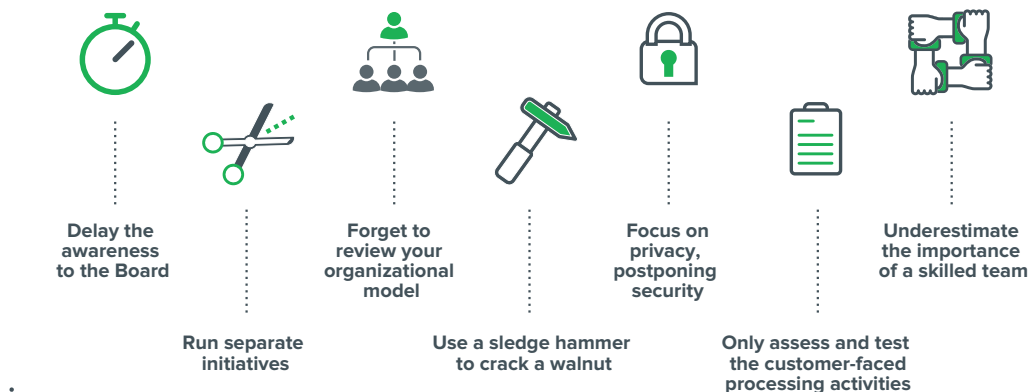 Delay the
awareness
to the Board
Run separate
initiatives
Forget to
review your
organizational
model
Use a sledge hammer
to crack a walnut
Focus on
privacy,
postponing
security
Only assess and test
the customer-faced
processing activities
Underestimate
the importance
of a skilled team
.